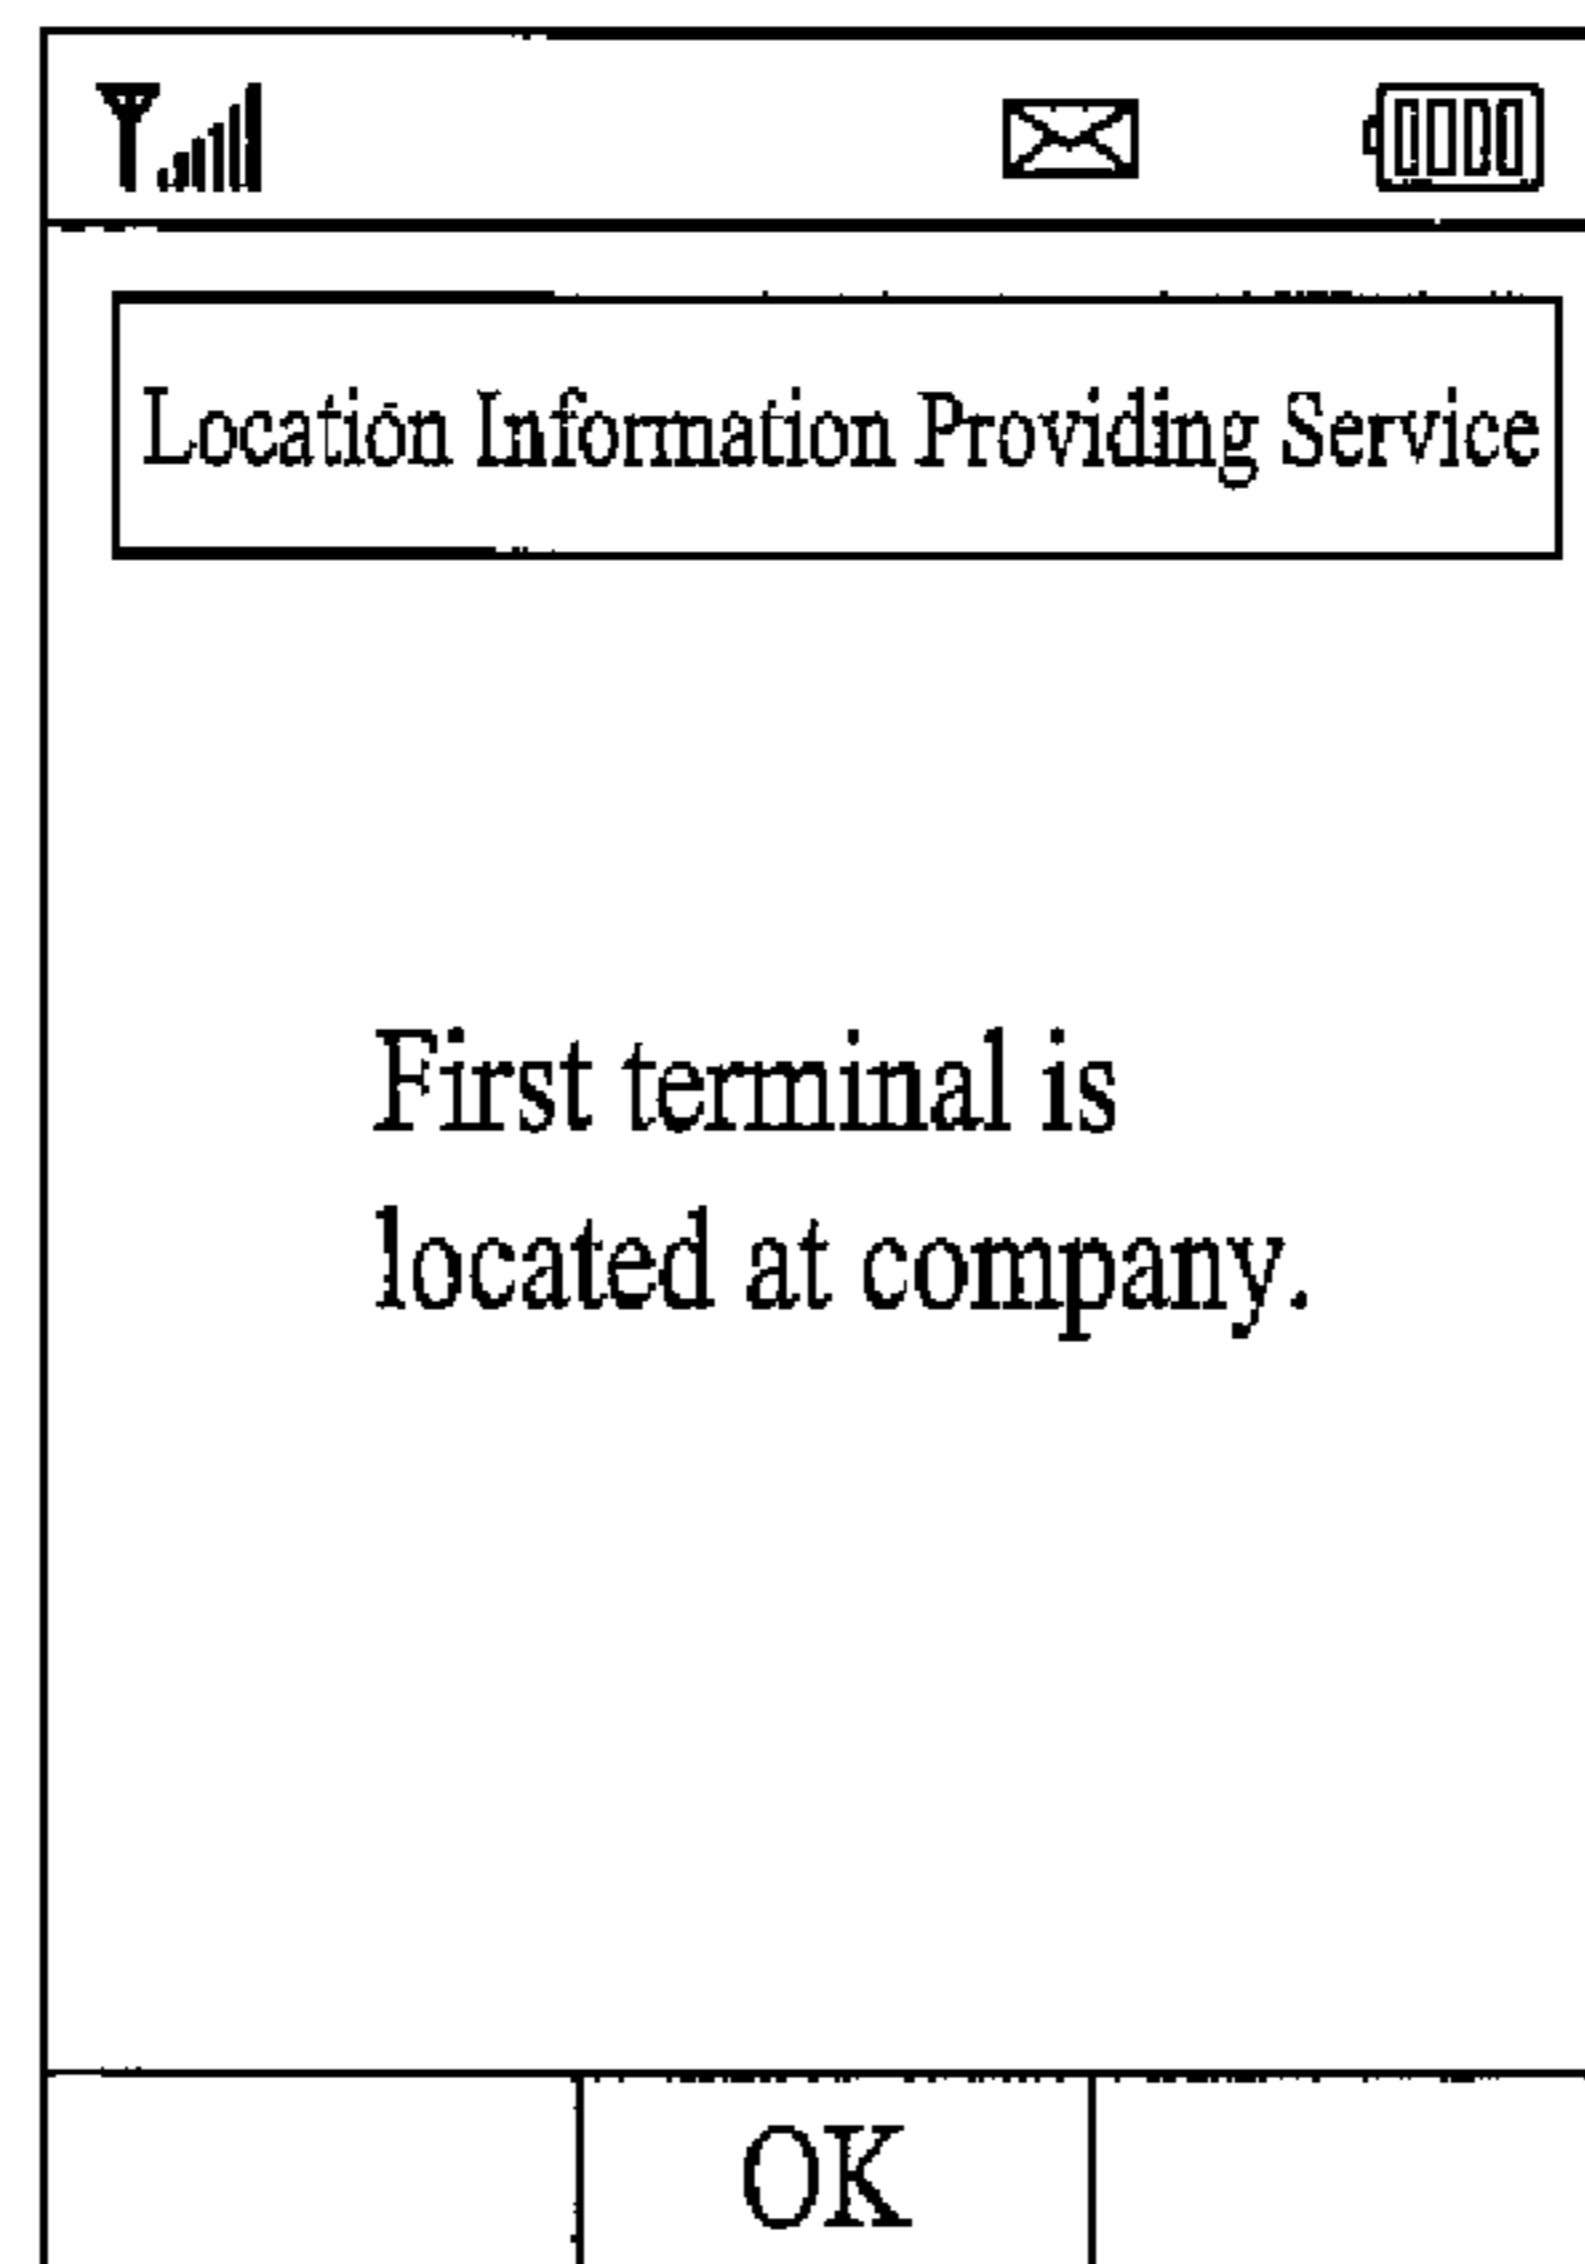 Location Information Providing Service
First terminal is
located at company.
OK